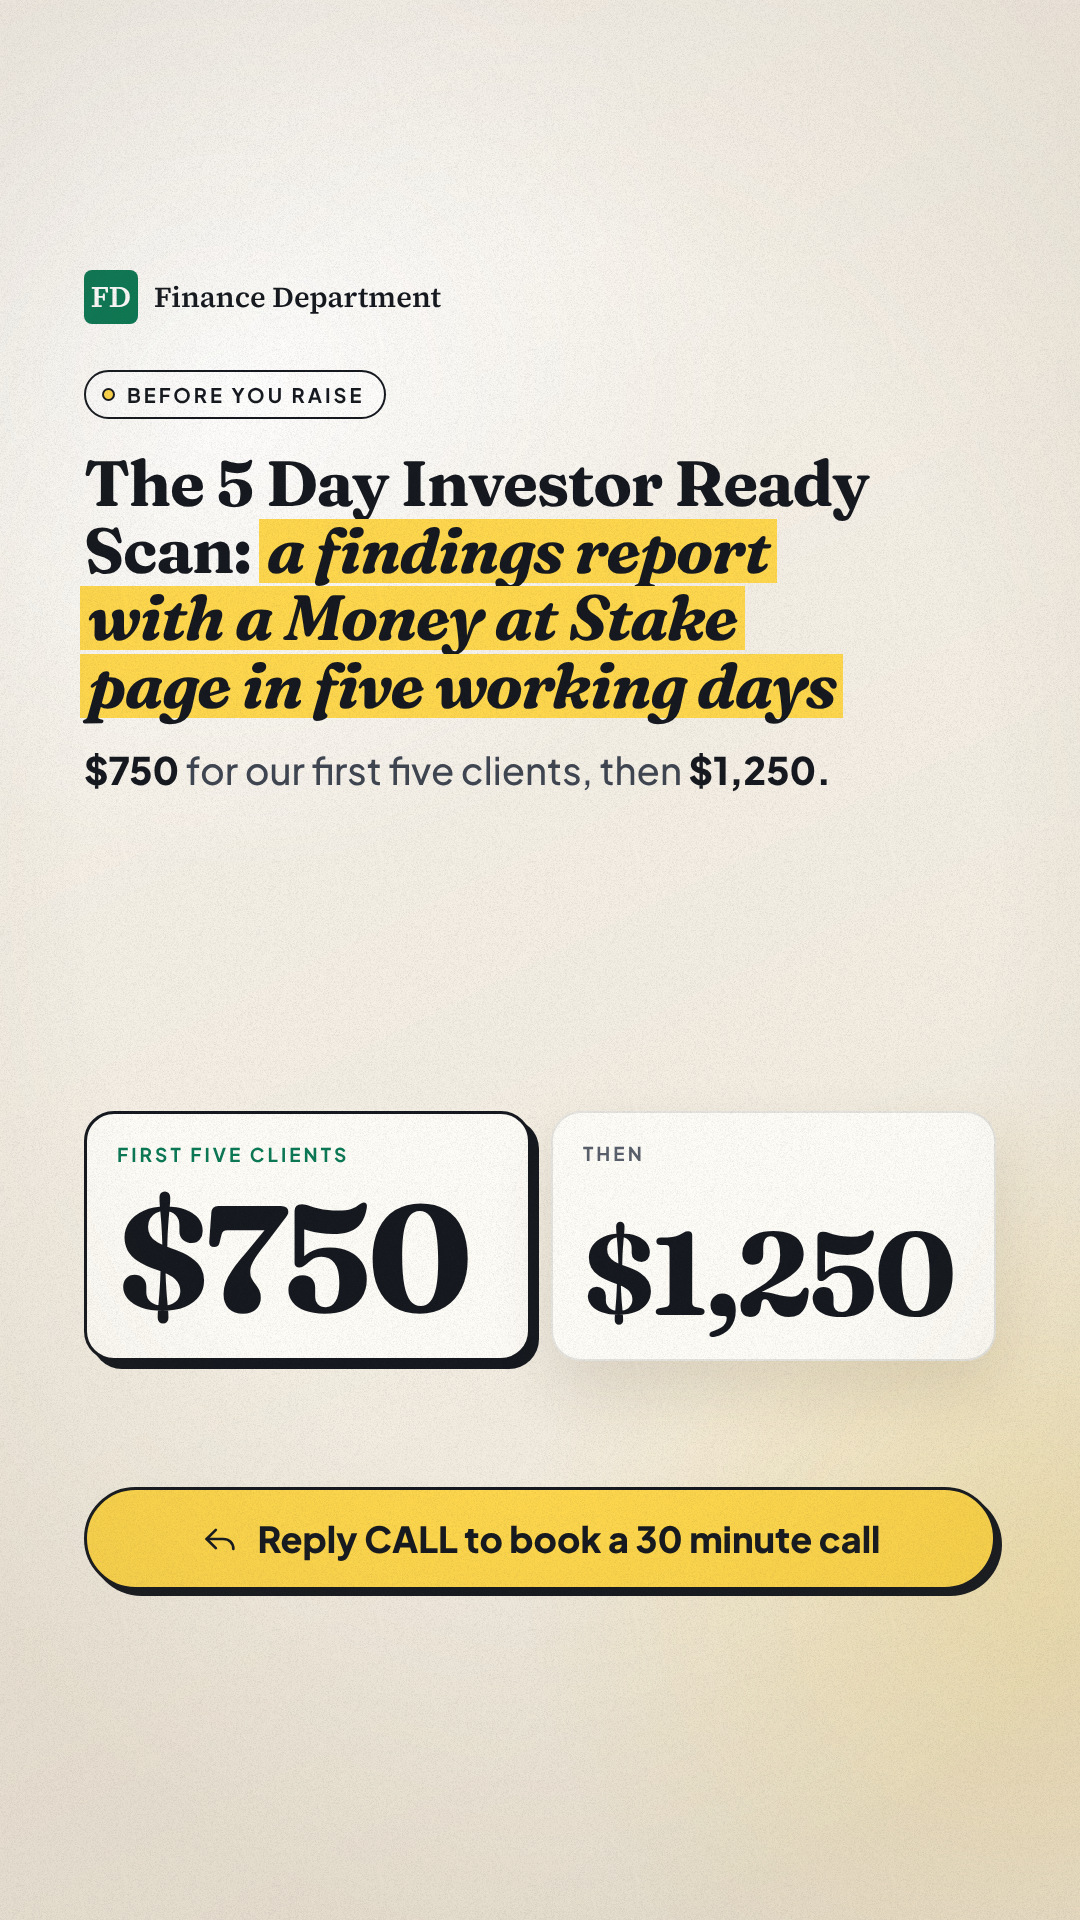 FD Finance Department
BEFORE YOU RAISE
The 5 Day Investor Ready
Scan: a findings report
with a Money at Stake
page in five working days
$750 for our first five clients, then $1,250.
FIRST FIVE CLIENTS
$750
THEN
$1,250
Reply CALL to book a 30 minute call